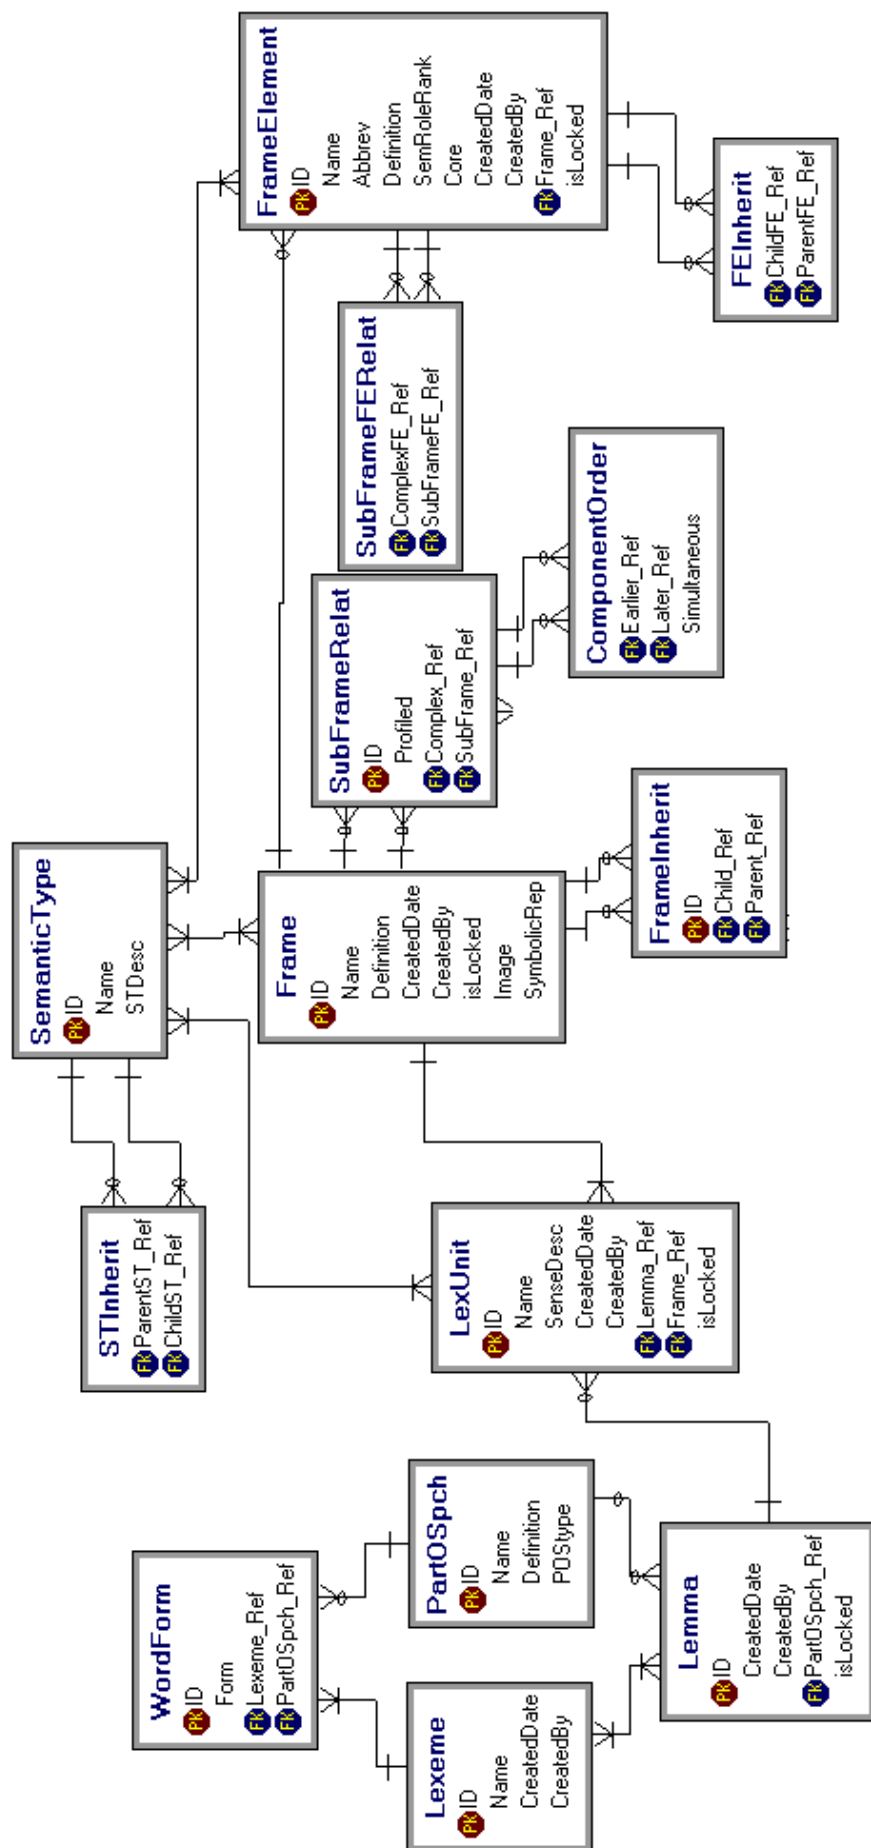 WordForm
PK ID
Form
FK Lexeme_Ref
FK PartOSpch_Ref
Lexeme
PK ID
Name
CreatedDate
CreatedBy
PartOSpch
PK ID
Name
Definition
POStype
Lemma
PK ID
CreatedDate
CreatedBy
FK PartOSpch_Ref
isLocked
STInherit
FK ParentST_Ref
FK ChildST_Ref
LexUnit
PK ID
Name
SenseDesc
CreatedDate
CreatedBy
FK Lemma_Ref
FK Frame_Ref
isLocked
SemanticType
PK ID
Name
STDesc
Frame
PK ID
Name
Definition
CreatedDate
CreatedBy
isLocked
Image
SymbolicRep
FrameInherit
PK ID
FK Child_Ref
FK Parent_Ref
SubFrameRelat
PK ID
Profiled
FK Complex_Ref
FK SubFrame_Ref
SubFrameFERelat
FK ComplexFE_Ref
FK SubFrameFE_Ref
ComponentOrder
FK Earlier_Ref
FK Later_Ref
Simultaneous
FrameElement
PK ID
Name
Abbrev
Definition
SemRoleRank
Core
CreatedDate
CreatedBy
FK Frame_Ref
isLocked
FEInherit
FK ChildFE_Ref
FK ParentFE_Ref